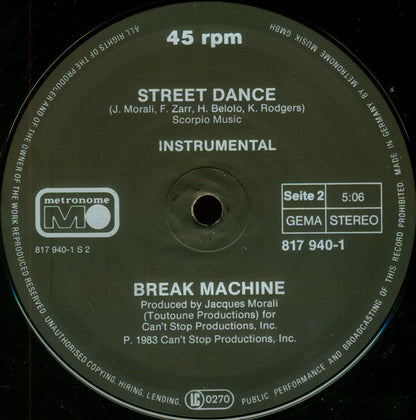 45 rpm
STREET DANCE
(J. Morali, F. Zarr, H. Belolo, K. Rodgers)
Scorpio Music
INSTRUMENTAL
metronome
M
817 940-1 S 2
Seite 2
5:06
GEMA
STEREO
817 940-1
BREAK MACHINE
Produced by Jacques Morali
(Toutoune Productions) for
Can't Stop Productions, Inc.
P. 1983 Can't Stop Productions, Inc.
ALL RIGHTS OF THE PRODUCER AND OF THE OWNER OF THE WORK REPRODUCED RESERVED. UNAUTHORISED COPYING, HIRING, LENDING, PUBLIC PERFORMANCE AND BROADCASTING OF THIS RECORD PROHIBITED. MADE IN GERMANY BY METRONOME MUSIK GMBH.
LC 0270